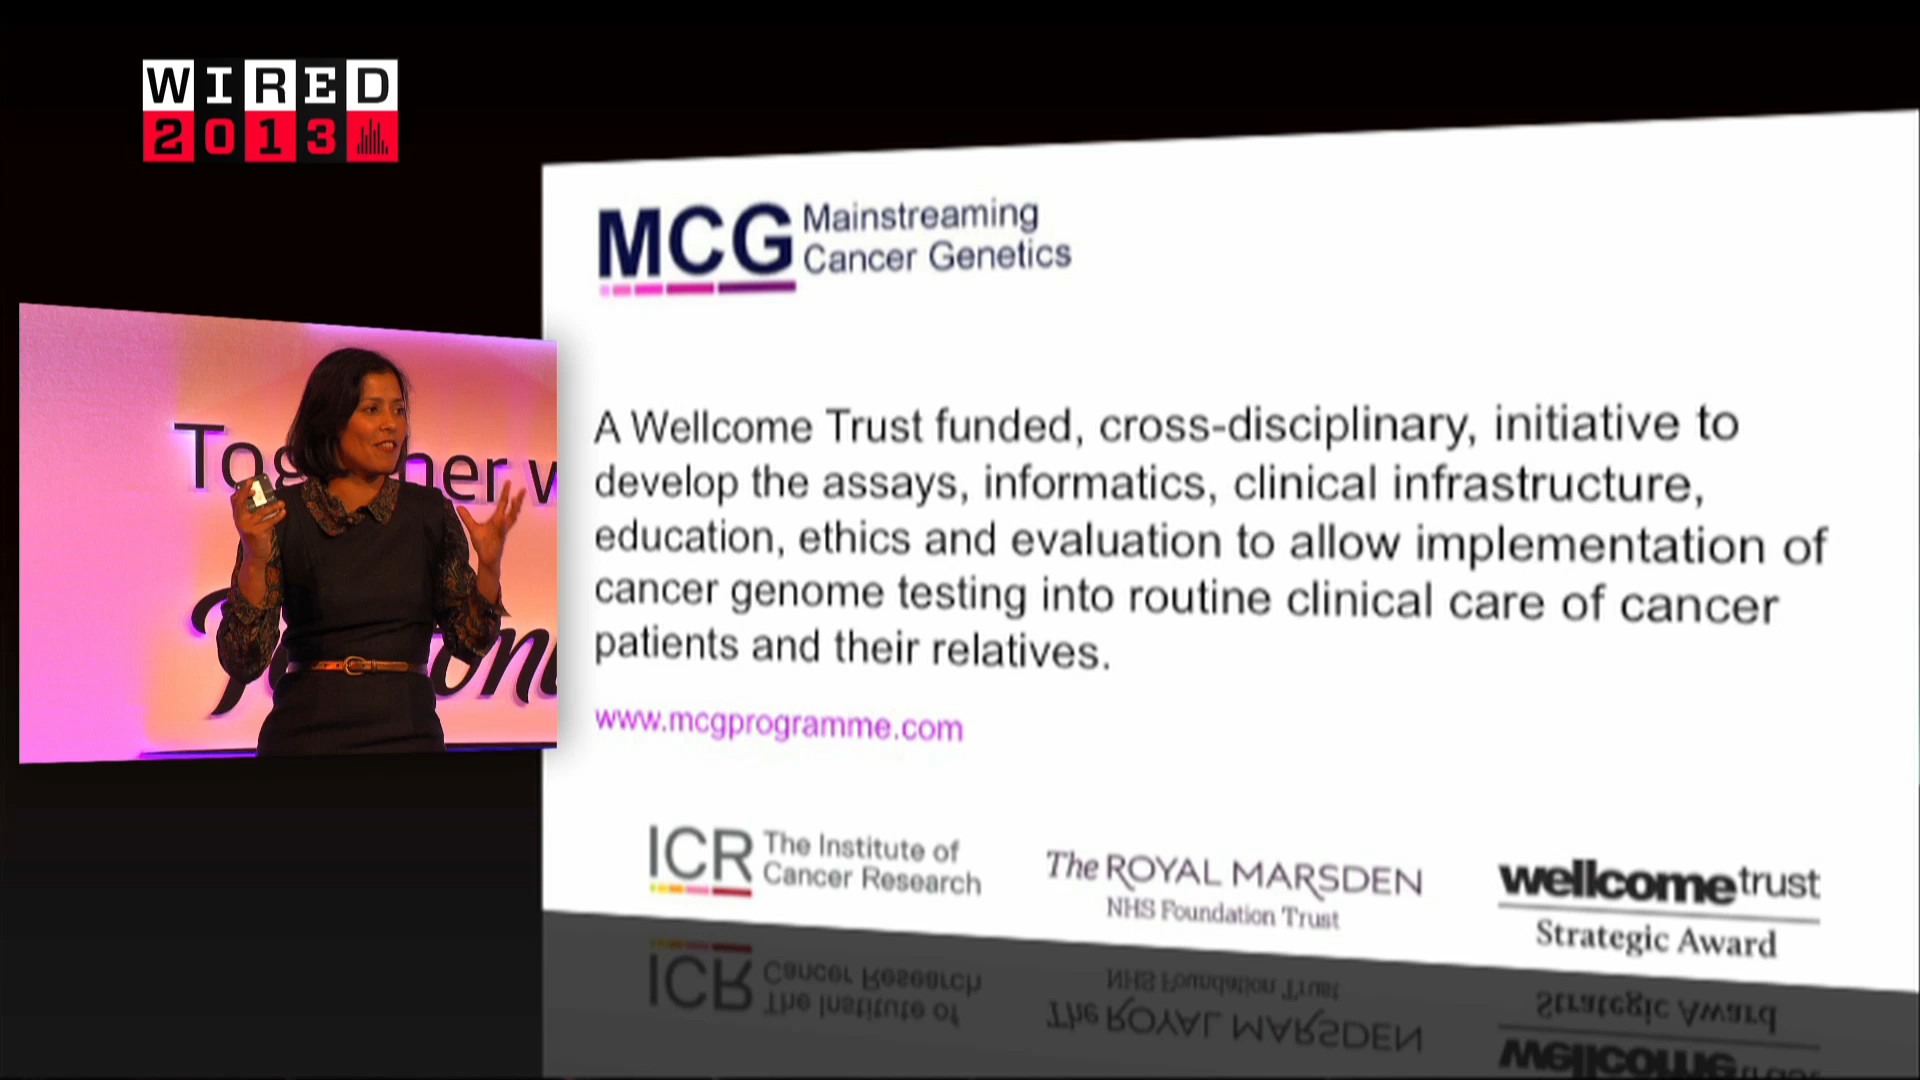 WIRED
2013
MCG Mainstreaming
Cancer Genetics
A Wellcome Trust funded, cross-disciplinary, initiative to
develop the assays, informatics, clinical infrastructure,
education, ethics and evaluation to allow implementation of
cancer genome testing into routine clinical care of cancer
patients and their relatives.
www.mcgprogramme.com
ICR The Institute of
Cancer Research
The ROYAL MARSDEN
NHS Foundation Trust
wellcometrust
Strategic Award